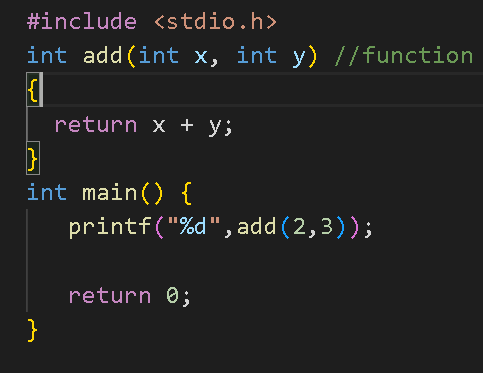 #include <stdio.h>
int add(int x, int y) //function
{
  return x + y;
}
int main() {
   printf("%d",add(2,3));

   return 0;
}